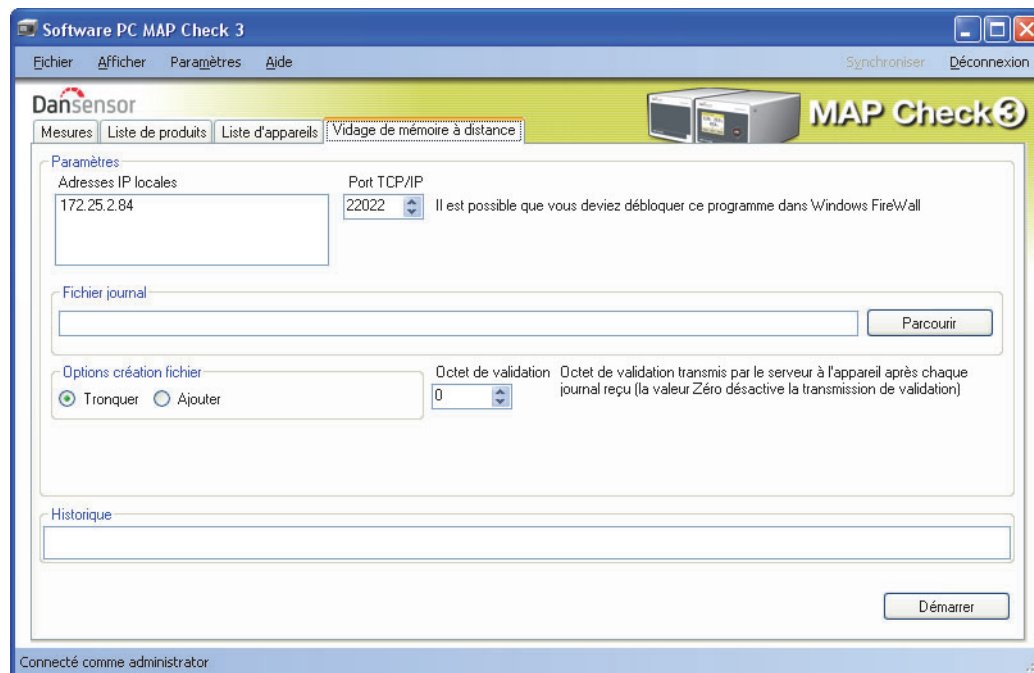 Software PC MAP Check 3
Fichier Afficher Paramètres Aide Synchroniser Déconnexion
Dansensor
MAP Check 3
Mesures Liste de produits Liste d'appareils Vidage de mémoire à distance
Paramètres
Adresses IP locales Port TCP/IP
172.25.2.84 22022 Il est possible que vous deviez débloquer ce programme dans Windows FireWall
Fichier journal
Parcourir
Options création fichier Octet de validation Octet de validation transmis par le serveur à l'appareil après chaque
Tronquer Ajouter 0 journal reçu (la valeur Zéro désactive la transmission de validation)
Historique
Démarrer
Connecté comme administrator